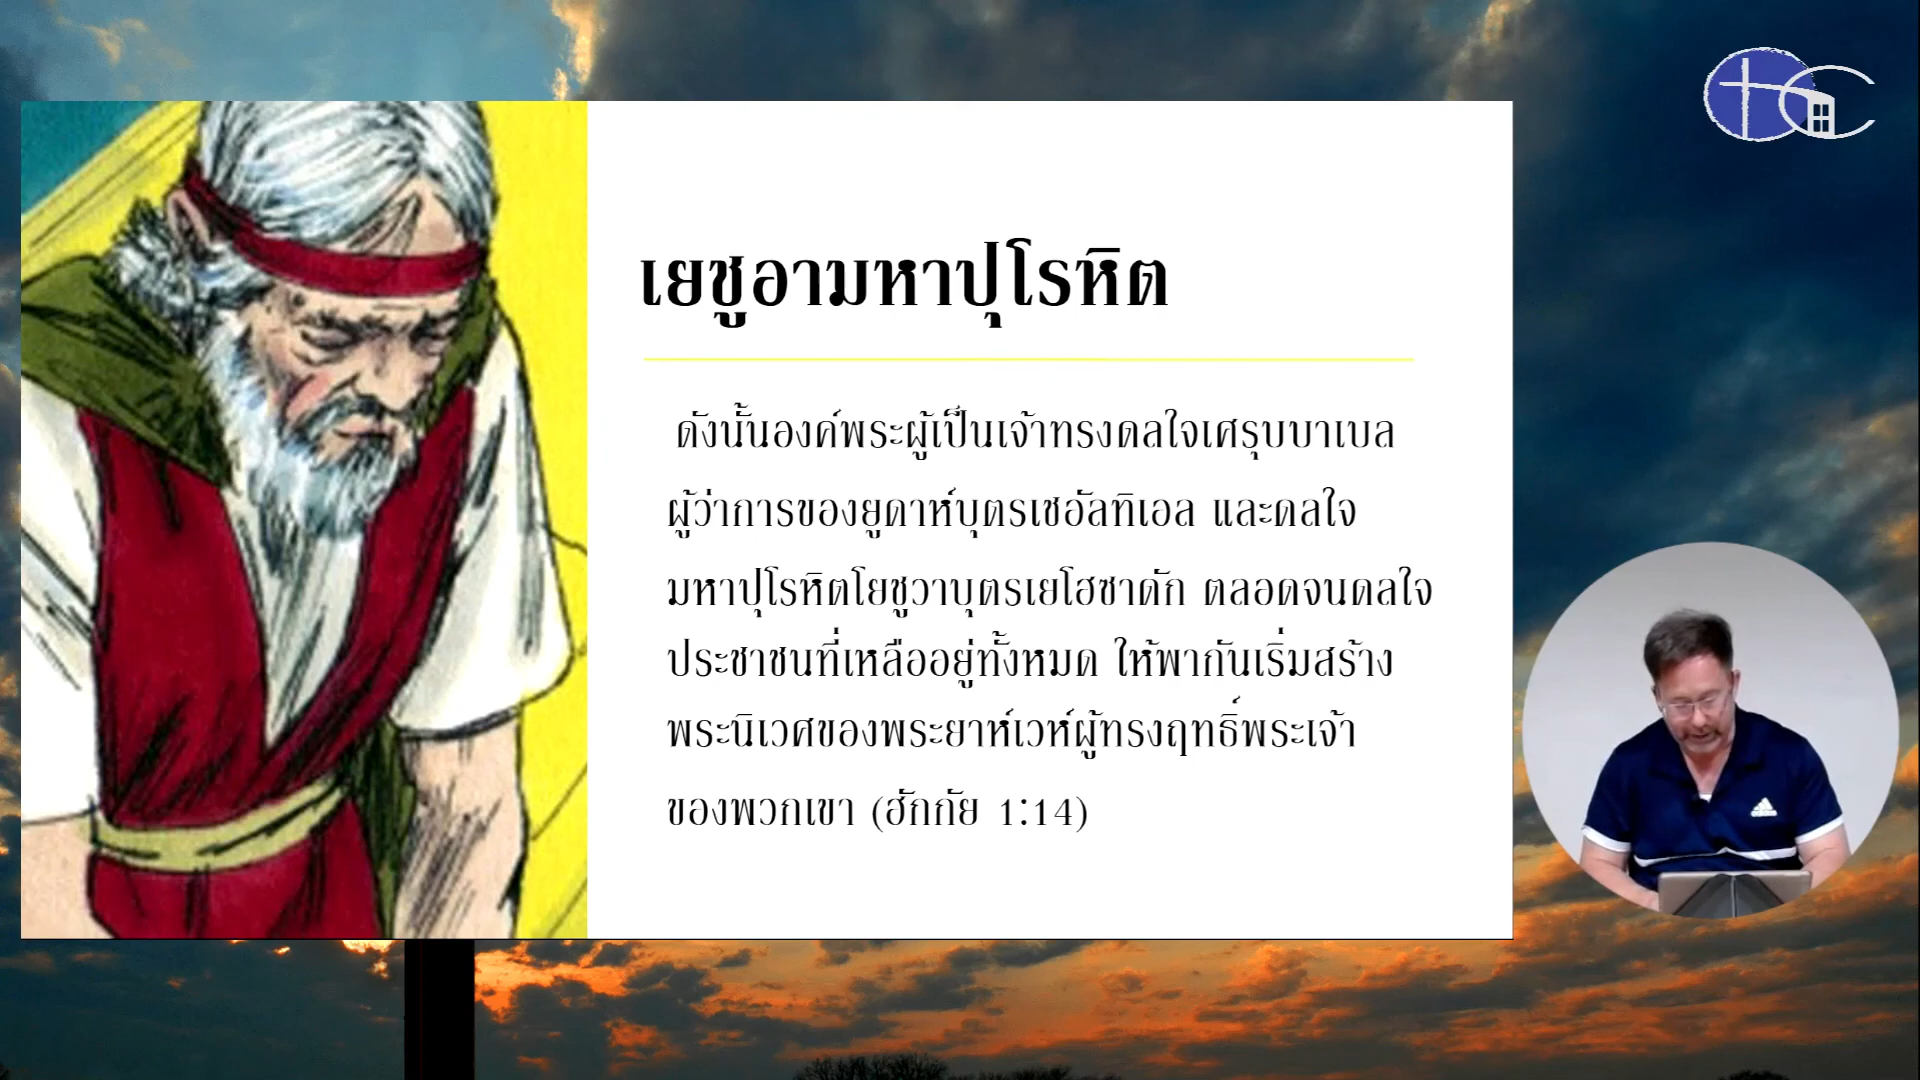 เยชูอามหาปุโรหิต
ดังนั้นองค์พระผู้เป็นเจ้าทรงดลใจเศรุบบาเบล
ผู้ว่าการของยูดาห์บุตรเชอัลทิเอล และดลใจ
มหาปุโรหิตโยชูวาบุตรเยโฮซาดัก ตลอดจนดลใจ
ประชาชนที่เหลืออยู่ทั้งหมด ให้พากันเริ่มสร้าง
พระนิเวศของพระยาห์เวห์ผู้ทรงฤทธิ์พระเจ้า
ของพวกเขา (ฮักกัย 1:14)
adidas